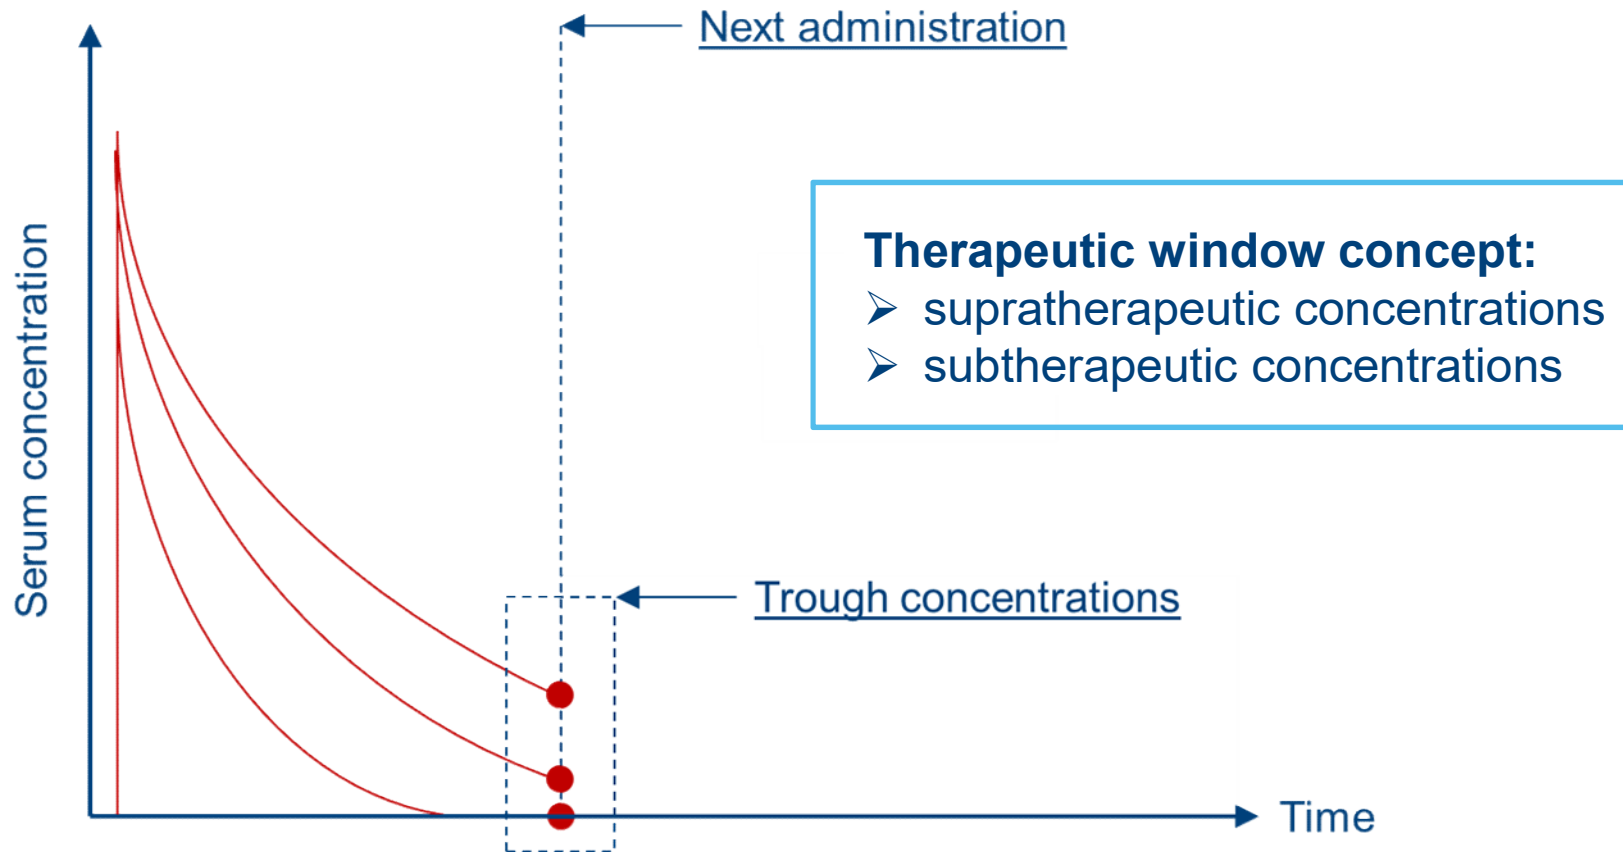 Next administration
Serum concentration
Therapeutic window concept:
➢ supratherapeutic concentrations
➢ subtherapeutic concentrations
Trough concentrations
Time